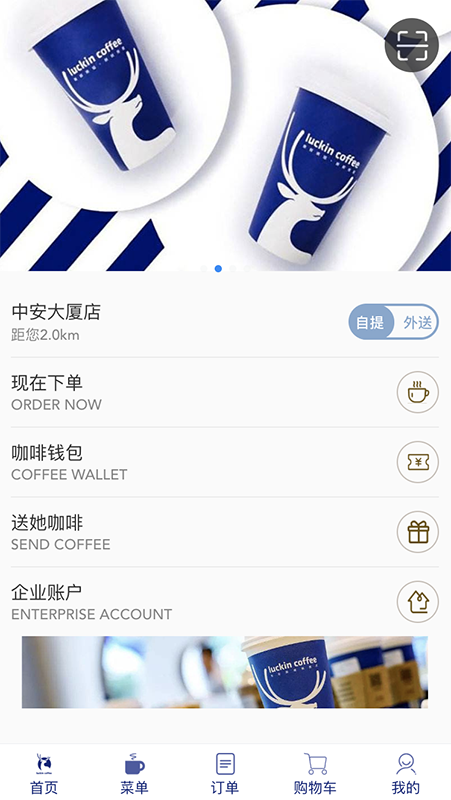 luckin coffee
luckin coffee
中安大厦店
距您2.0km
自提 外送
现在下单
ORDER NOW
咖啡钱包
COFFEE WALLET
送她咖啡
SEND COFFEE
企业账户
ENTERPRISE ACCOUNT
luckin coffee
首页 菜单 订单 购物车 我的